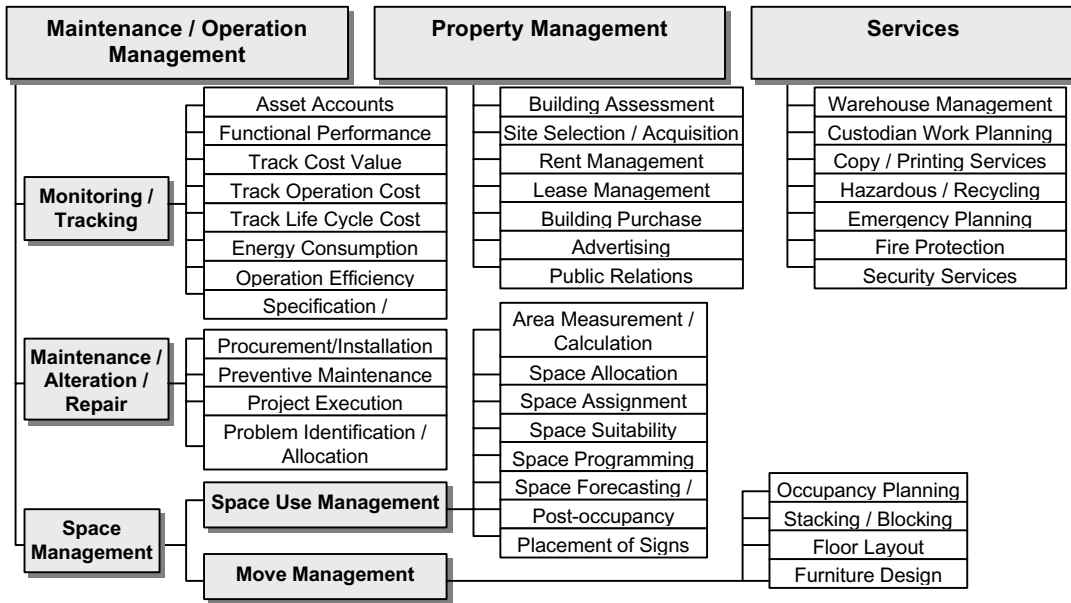 Maintenance / Operation
Management
Property Management
Services
Monitoring /
Tracking
Asset Accounts
Functional Performance
Track Cost Value
Track Operation Cost
Track Life Cycle Cost
Energy Consumption
Operation Efficiency
Specification /
Building Assessment
Site Selection / Acquisition
Rent Management
Lease Management
Building Purchase
Advertising
Public Relations
Warehouse Management
Custodian Work Planning
Copy / Printing Services
Hazardous / Recycling
Emergency Planning
Fire Protection
Security Services
Maintenance /
Alteration /
Repair
Procurement/Installation
Preventive Maintenance
Project Execution
Problem Identification /
Allocation
Space
Management
Space Use Management
Area Measurement /
Calculation
Space Allocation
Space Assignment
Space Suitability
Space Programming
Space Forecasting /
Post-occupancy
Placement of Signs
Move Management
Occupancy Planning
Stacking / Blocking
Floor Layout
Furniture Design